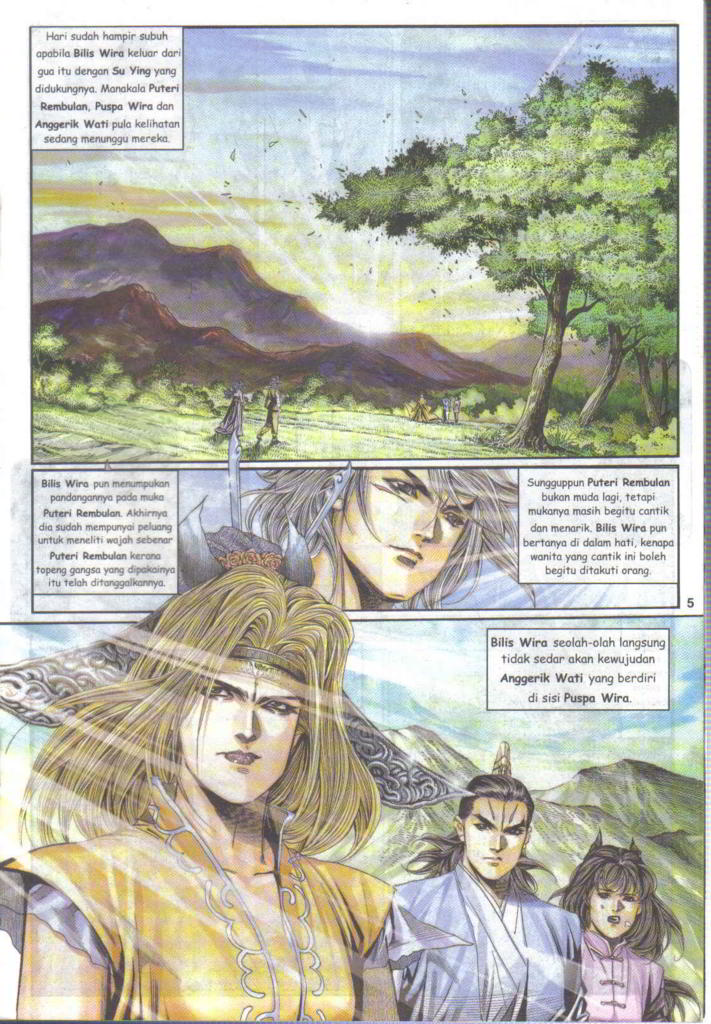 Hari sudah hampir subuh
apabila Bilis Wira keluar dari
gua itu dengan Su Ying yang
didukungnya. Manakala Puteri
Rembulan, Puspa Wira dan
Anggerik Wati pula kelihatan
sedang menunggu mereka.
Bilis Wira pun menumpukan
pandangannya pada muka
Puteri Rembulan. Akhirnya
dia sudah mempunyai peluang
untuk meneliti wajah sebenar
Puteri Rembulan kerana
topeng gangsa yang dipakainya
itu telah ditanggalkannya.
Sungguppun Puteri Rembulan
bukan muda lagi, tetapi
mukanya masih begitu cantik
dan menarik. Bilis Wira pun
bertanya di dalam hati, kenapa
wanita yang cantik ini boleh
begitu ditakuti orang.
5
Bilis Wira seolah-olah langsung
tidak sedar akan kewujudan
Anggerik Wati yang berdiri
di sisi Puspa Wira.